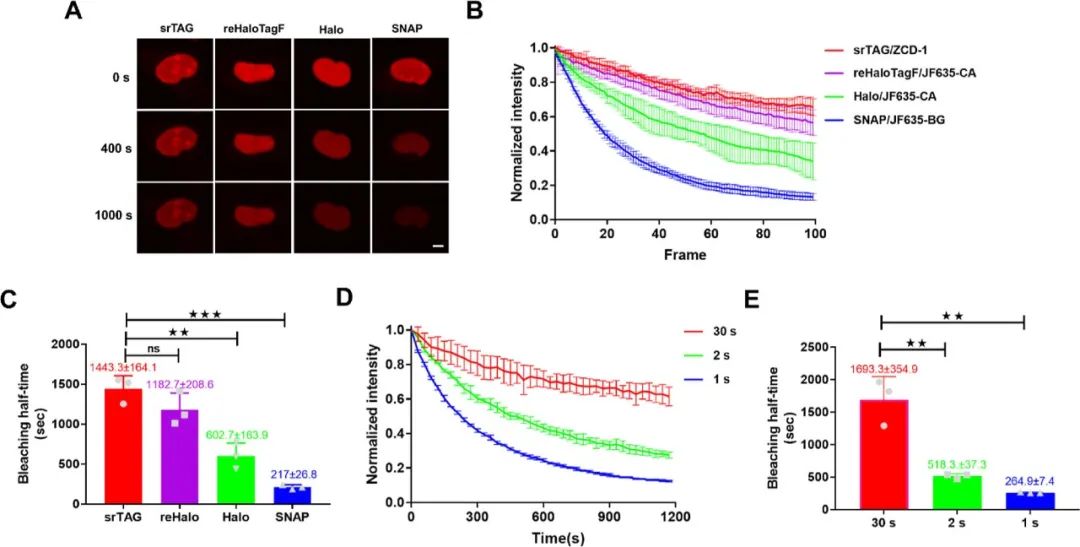 A
srTAG reHaloTagF Halo SNAP
0 s
400 s
1000 s
B
Normalized intensity
1.0
0.8
0.6
0.4
0.2
0.0
0 20 40 60 80 100
Frame
srTAG/ZCD-1
reHaloTagF/JF635-CA
Halo/JF635-CA
SNAP/JF635-BG
C
★★★
★★
ns
Bleaching half-time
(sec)
2000
1500
1000
500
0
1443.3±164.1
1182.7±208.6
602.7±163.9
217±26.8
srTAG reHalo Halo SNAP
D
Normalized intensity
1.0
0.8
0.6
0.4
0.2
0.0
0 300 600 900 1200
Time(s)
30 s
2 s
1 s
E
★★
★★
Bleaching half-time
(sec)
2500
2000
1500
1000
500
0
1693.3±354.9
518.3.±37.3
264.9±7.4
30 s 2 s 1 s